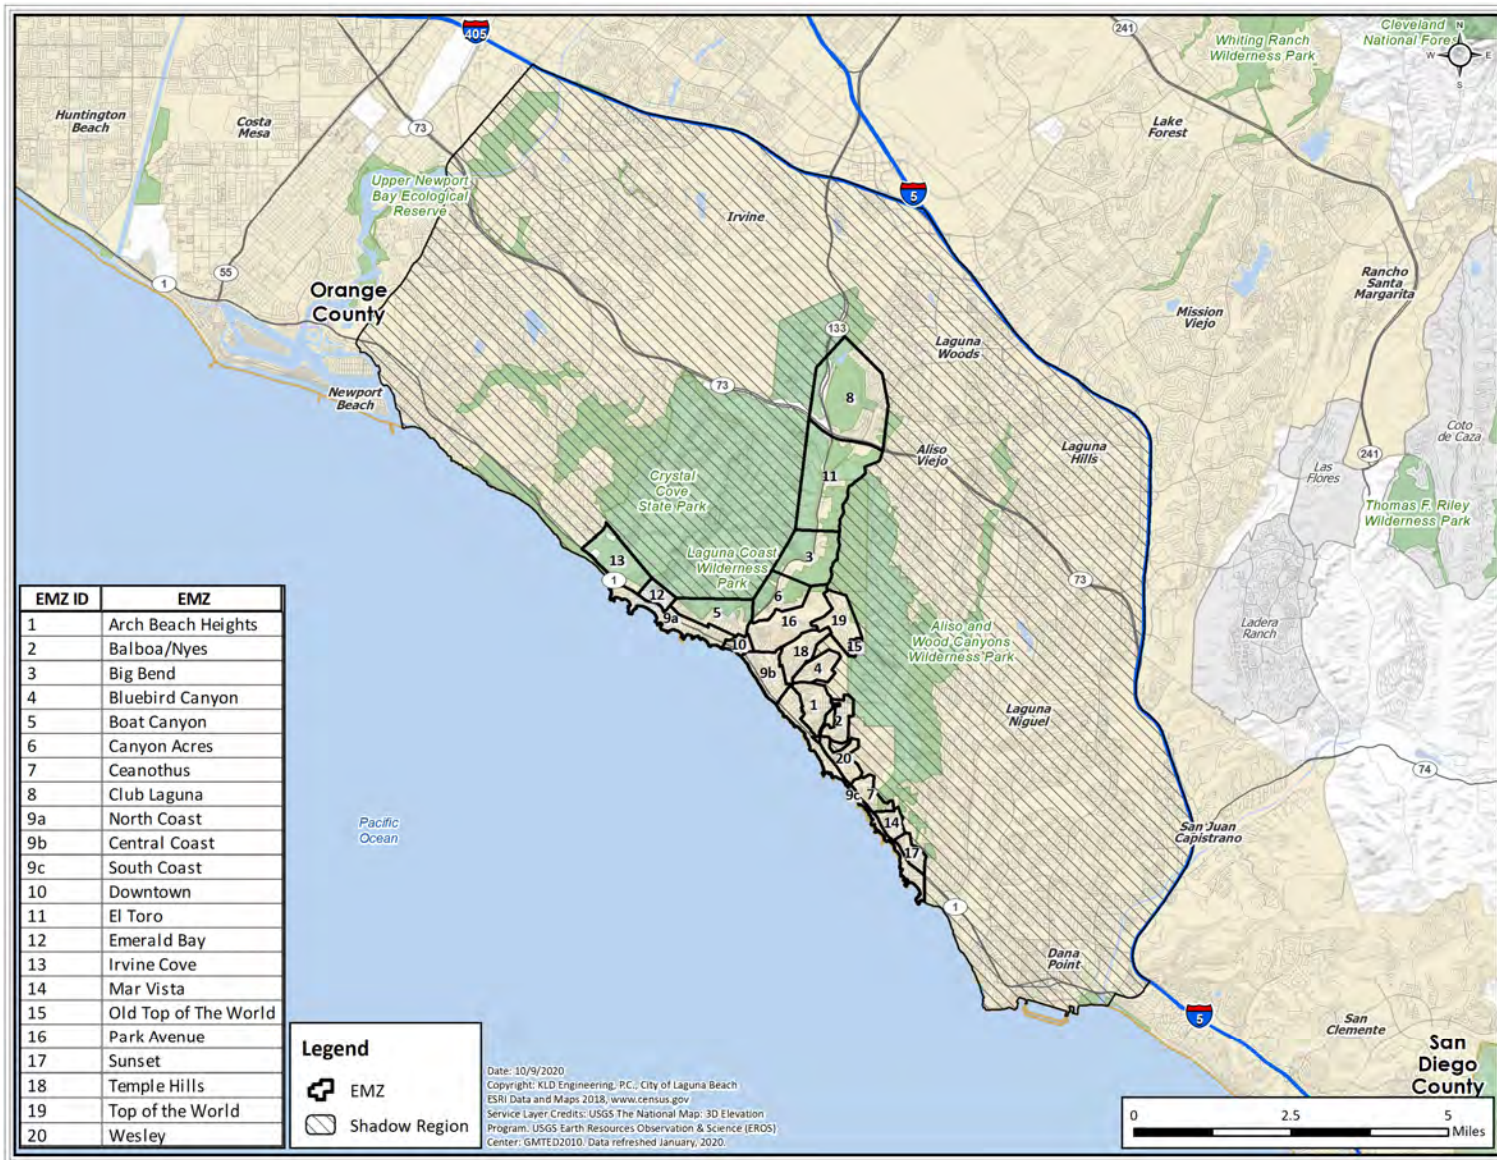 Cleveland
National Forest
Whiting Ranch
Wilderness Park
N
W
E
S
405
241
Huntington
Beach
Costa
Mesa
73
Lake
Forest
Upper Newport
Bay Ecological
Reserve
5
Irvine
1
55
Orange
County
Rancho
Santa
Margarita
Mission
Viejo
133
Laguna
Woods
Newport
Beach
73
8
Aliso
Viejo
Laguna
Hills
Coto
de Caza
241
Las
Flores
Crystal
Cove
State Park
11
Thomas F. Riley
Wilderness Park
Laguna Coast
Wilderness
Park
3
13
1
12
9a
5
6
16
19
10
15
18
4
9b
73
Ladera
Ranch
Aliso and
Wood Canyons
Wilderness Park
1
2
Laguna
Niguel
20
74
9c
7
14
17
Pacific
Ocean
San Juan
Capistrano
1
Dana
Point
5
San
Clemente
San
Diego
County
EMZ ID EMZ
1 Arch Beach Heights
2 Balboa/Nyes
3 Big Bend
4 Bluebird Canyon
5 Boat Canyon
6 Canyon Acres
7 Ceanothus
8 Club Laguna
9a North Coast
9b Central Coast
9c South Coast
10 Downtown
11 El Toro
12 Emerald Bay
13 Irvine Cove
14 Mar Vista
15 Old Top of The World
16 Park Avenue
17 Sunset
18 Temple Hills
19 Top of the World
20 Wesley
Legend
EMZ
Shadow Region
Date: 10/9/2020
Copyright: KLD Engineering, P.C., City of Laguna Beach
ESRI Data and Maps 2018, www.census.gov
Service Layer Credits: USGS The National Map: 3D Elevation
Program. USGS Earth Resources Observation & Science (EROS)
Center: GMTED2010. Data refreshed January, 2020.
0 2.5 5
Miles